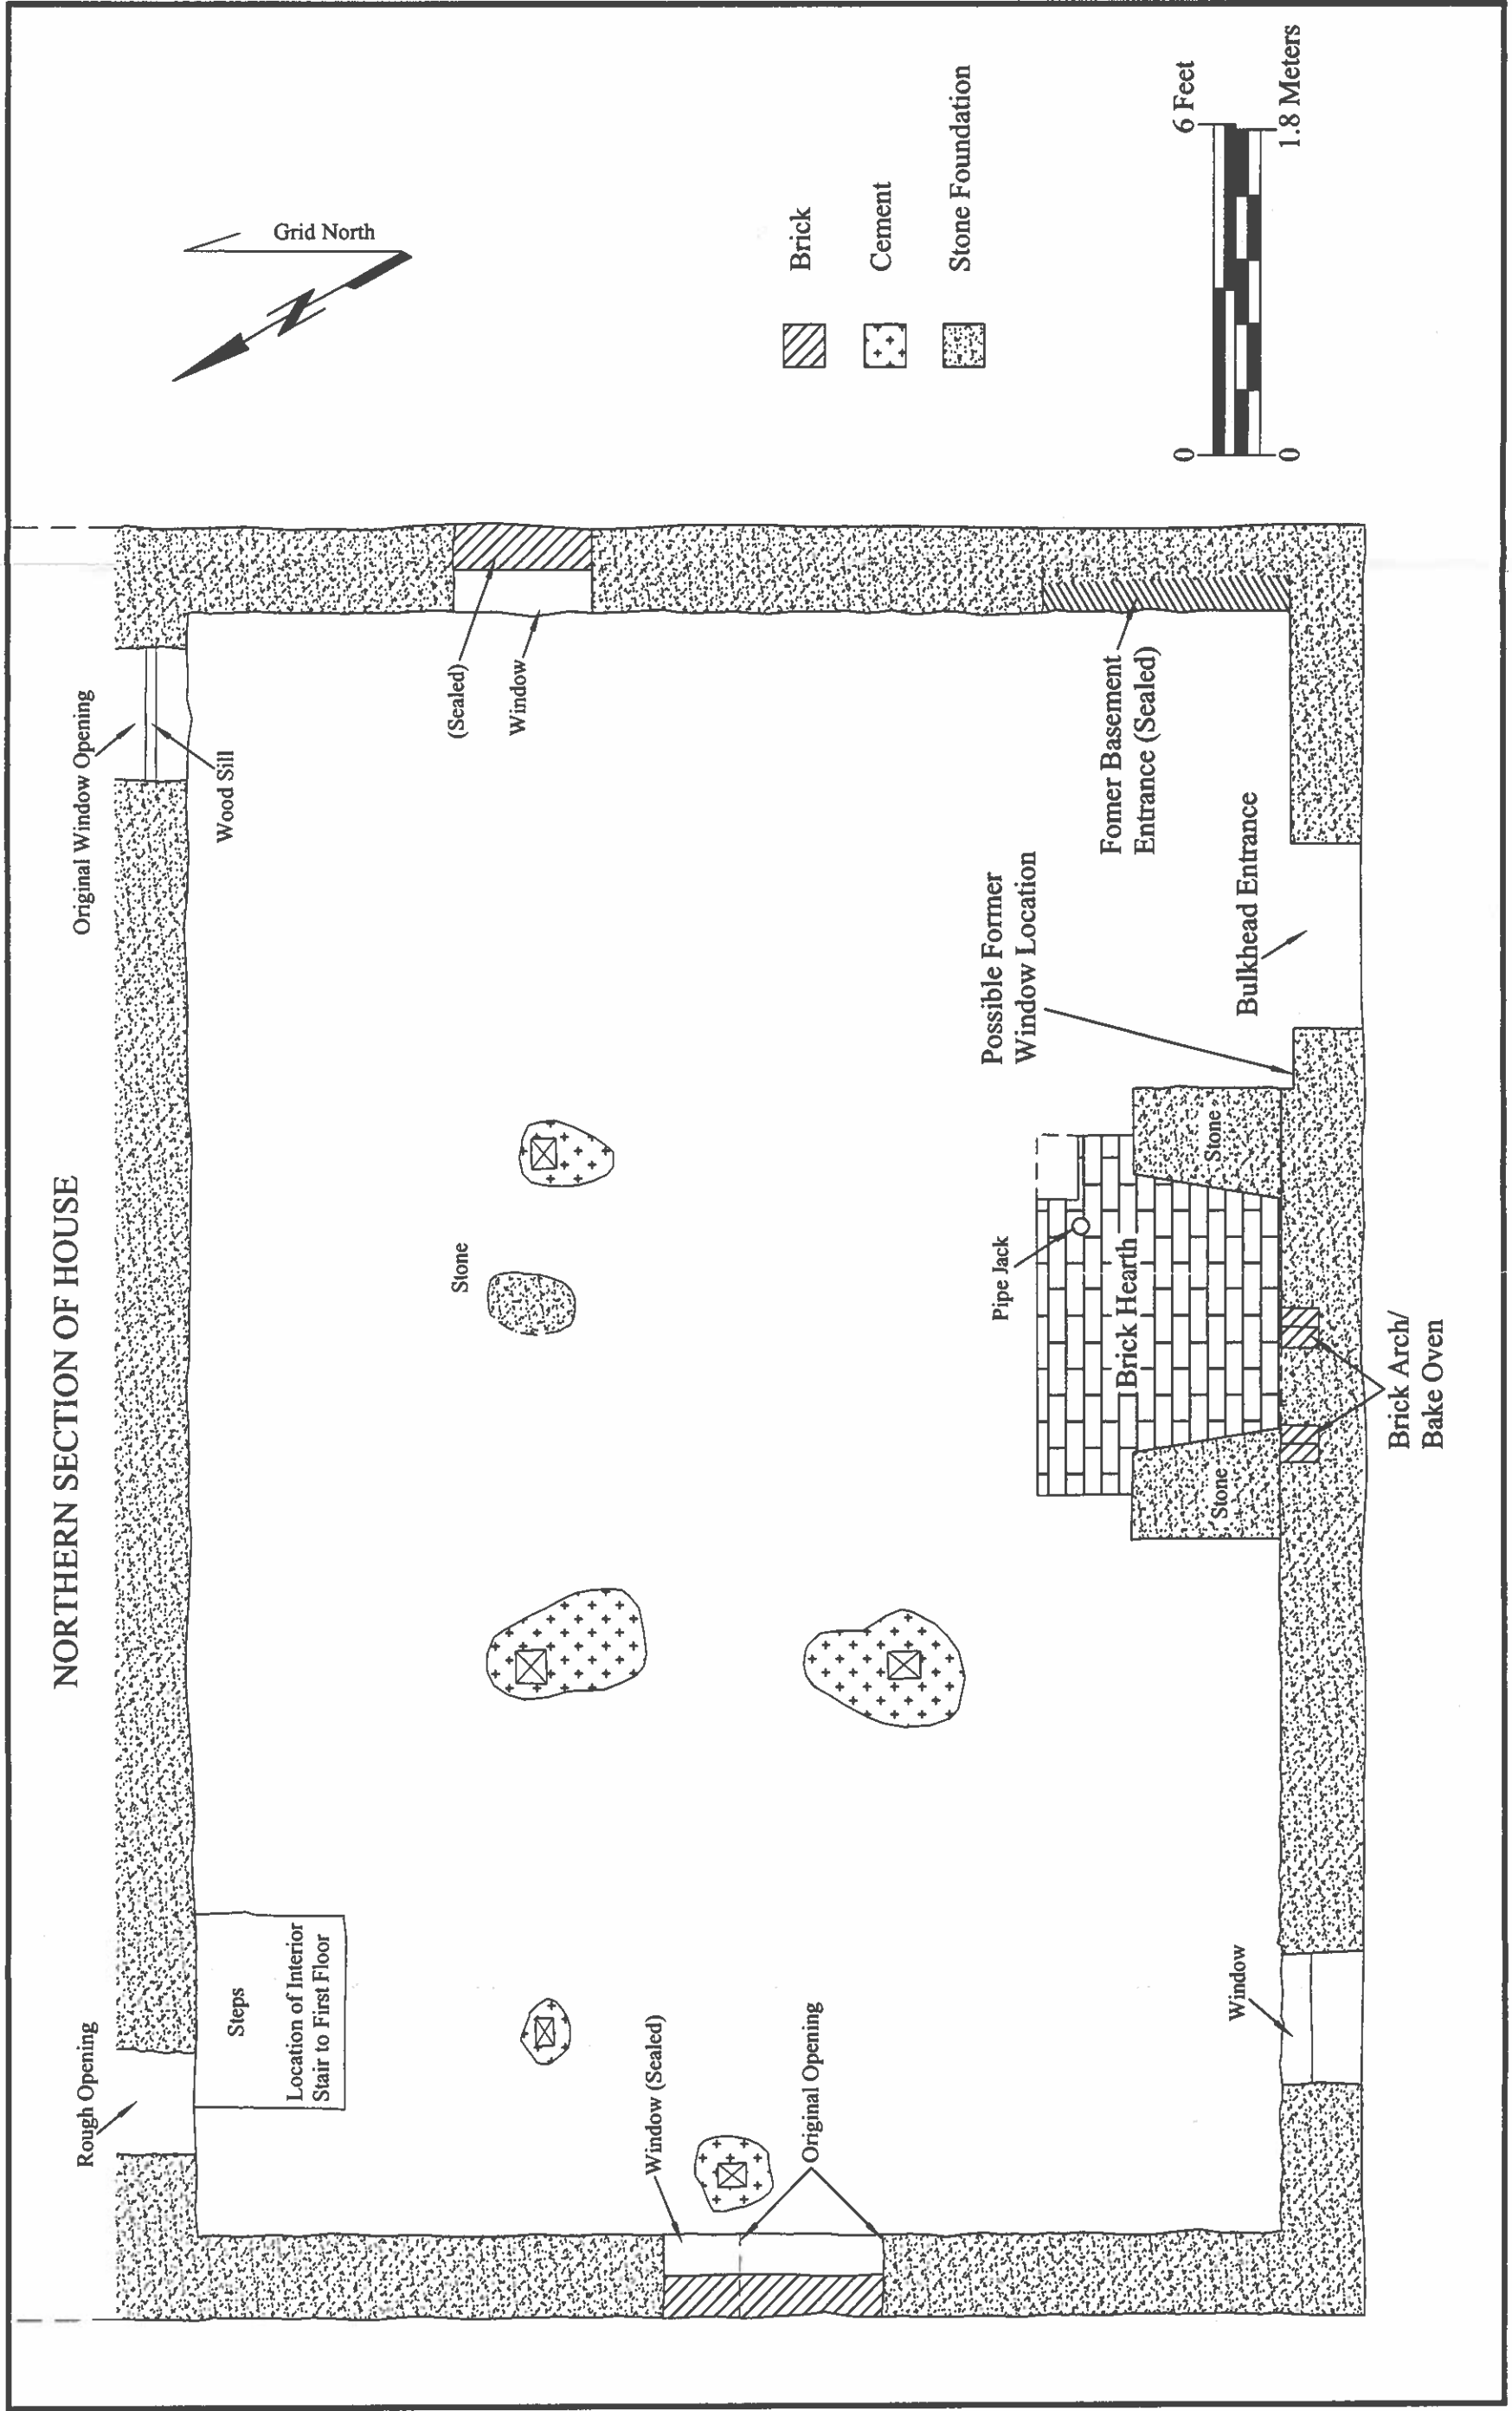 NORTHERN SECTION OF HOUSE
Rough Opening
Original Window Opening
Wood Sill
Grid North
Steps
Location of Interior
Stair to First Floor
Stone
(Sealed)
Window
Window (Sealed)
Original Opening
Possible Former
Window Location
Pipe Jack
Brick Hearth
Stone
Stone
Fomer Basement
Entrance (Sealed)
Bulkhead Entrance
Window
Brick Arch/
Bake Oven
Brick
Cement
Stone Foundation
0
6 Feet
0
1.8 Meters